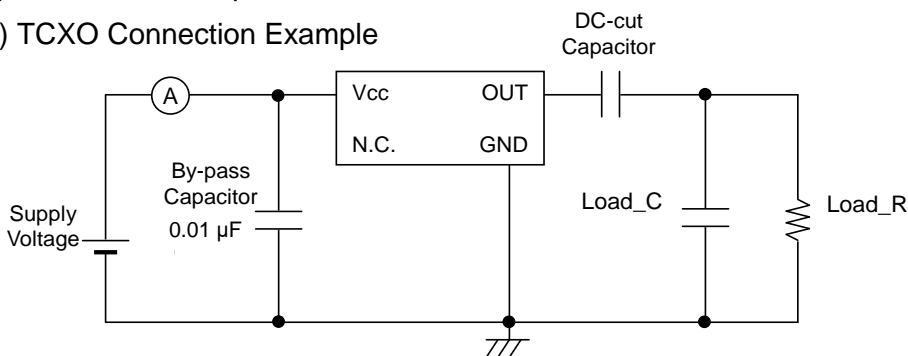 ) TCXO Connection Example
DC-cut
Capacitor
A
Vcc
OUT
N.C.
GND
By-pass
Capacitor
0.01 µF
Supply
Voltage
Load_C
Load_R